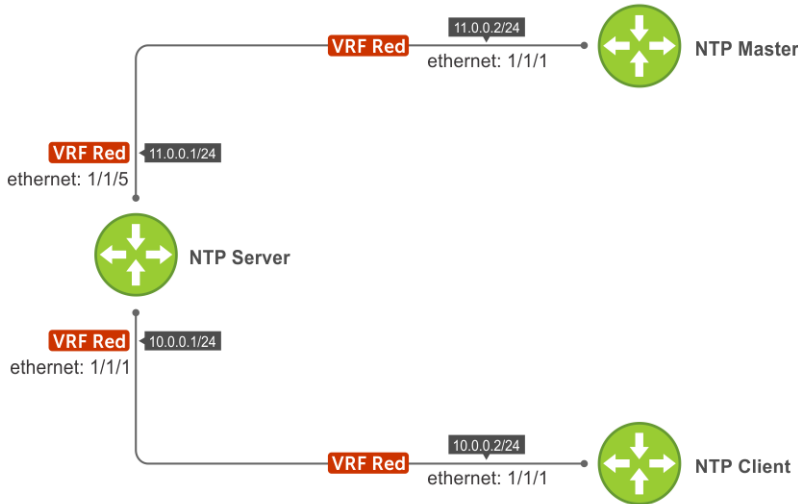 11.0.0.2/24
VRF Red
ethernet: 1/1/1
NTP Master
VRF Red
11.0.0.1/24
ethernet: 1/1/5
NTP Server
VRF Red
10.0.0.1/24
ethernet: 1/1/1
10.0.0.2/24
VRF Red
ethernet: 1/1/1
NTP Client